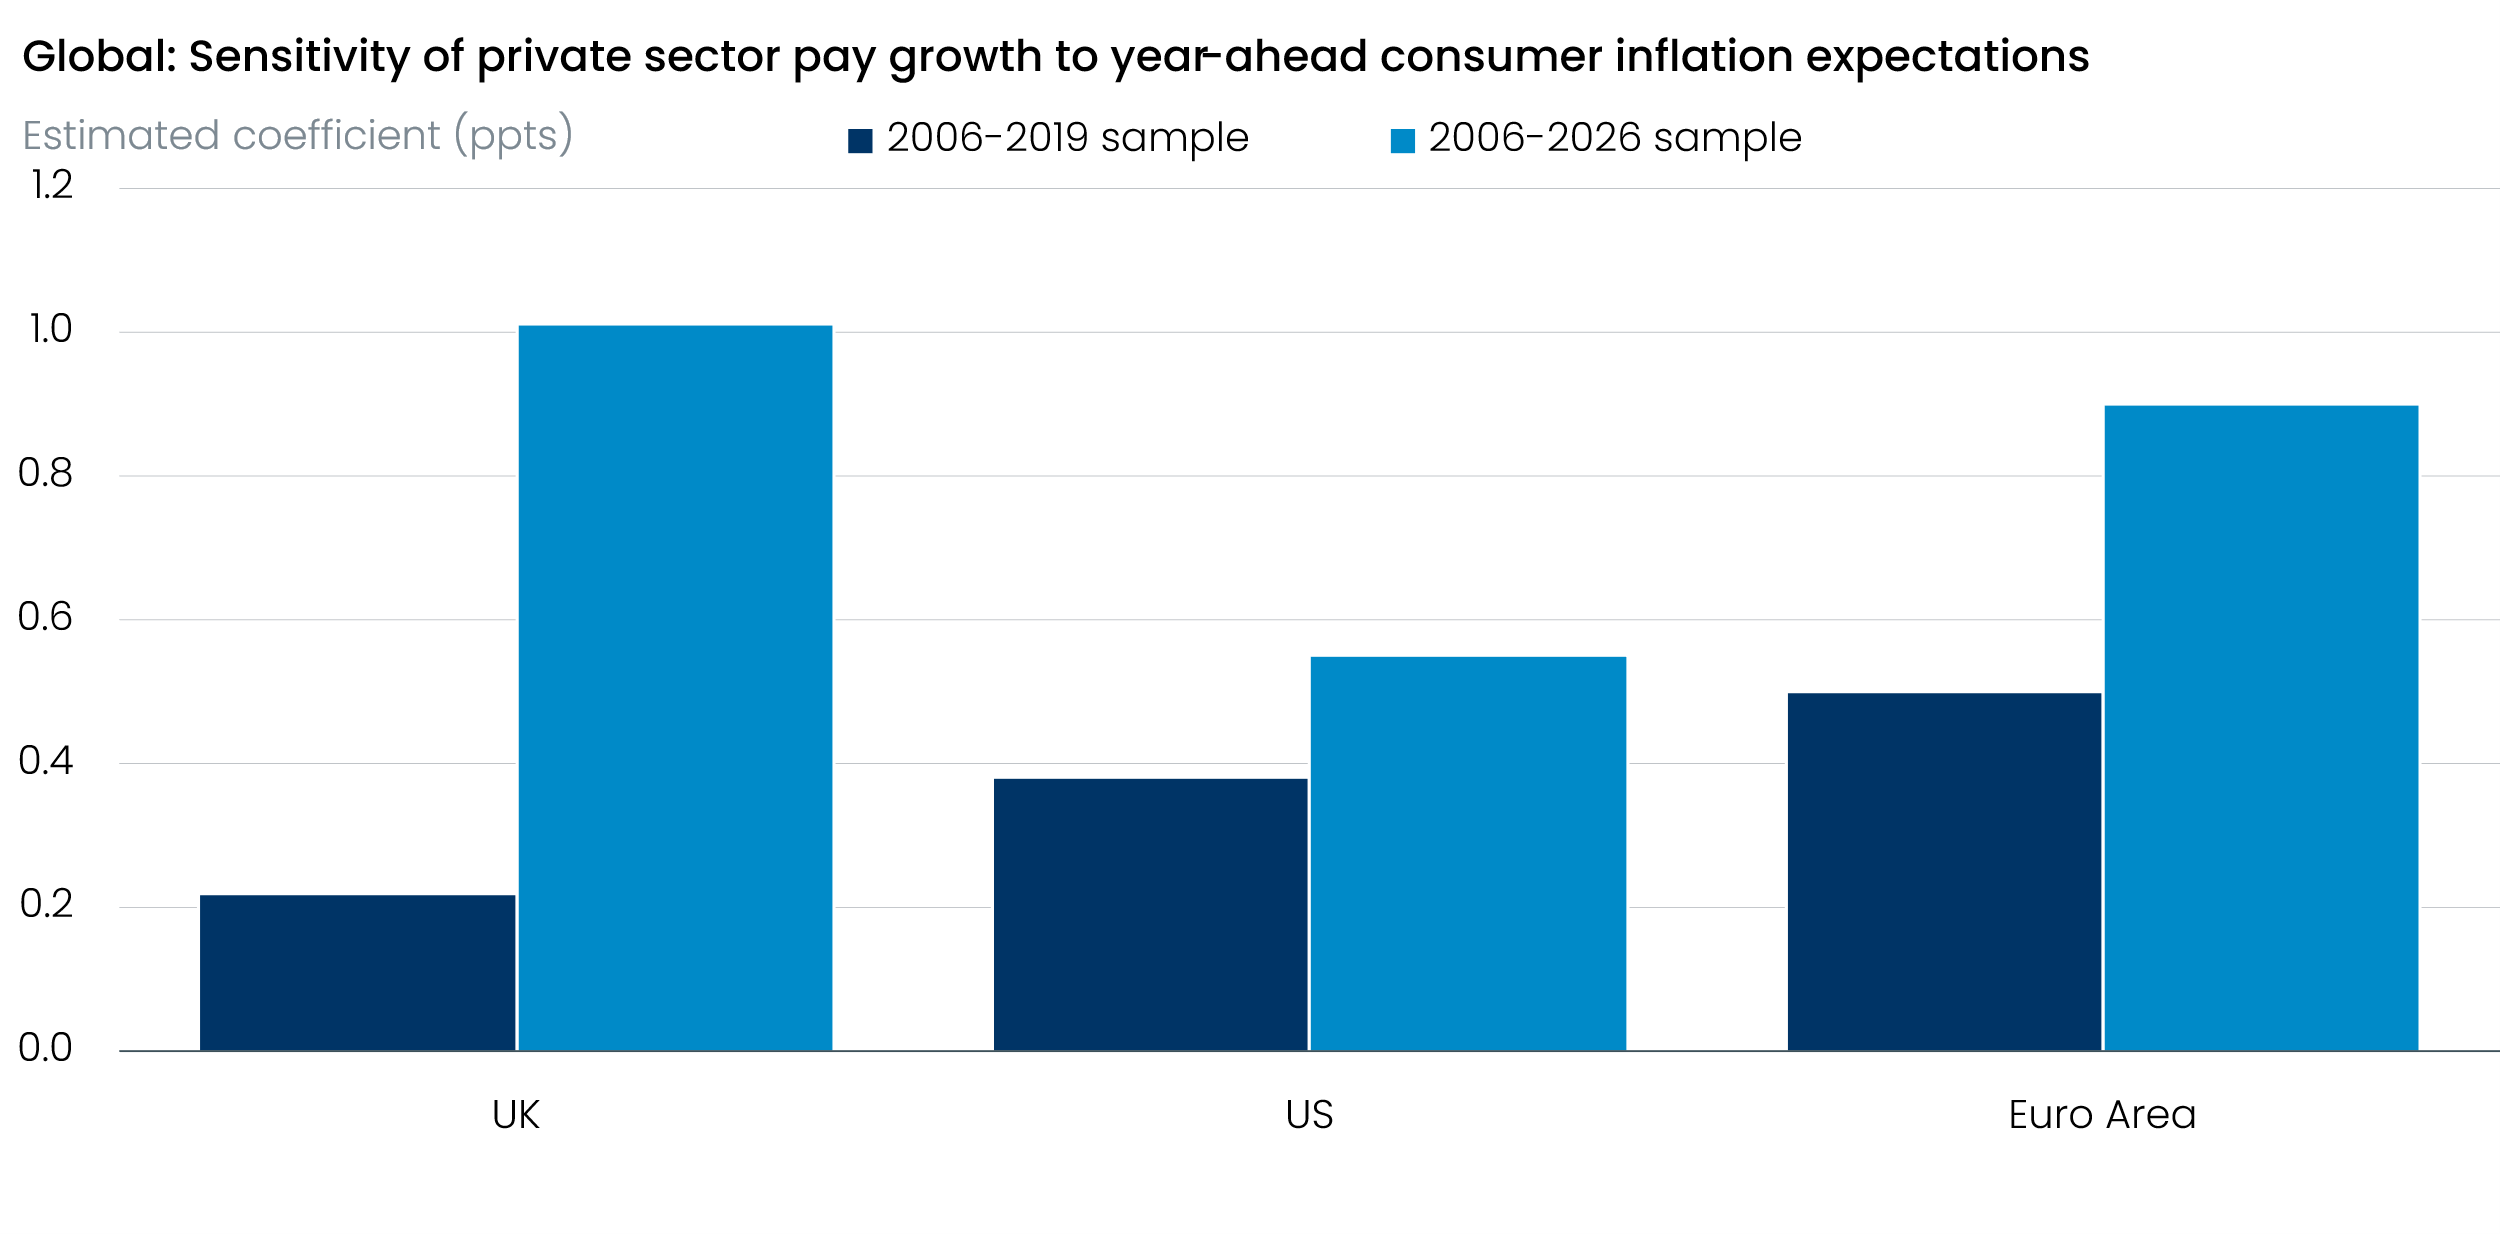 Global: Sensitivity of private sector pay growth to year-ahead consumer inflation expectations
Estimated coefficient (ppts)
2006-2019 sample
2006-2026 sample
1.2
1.0
0.8
0.6
0.4
0.2
0.0
UK
US
Euro Area